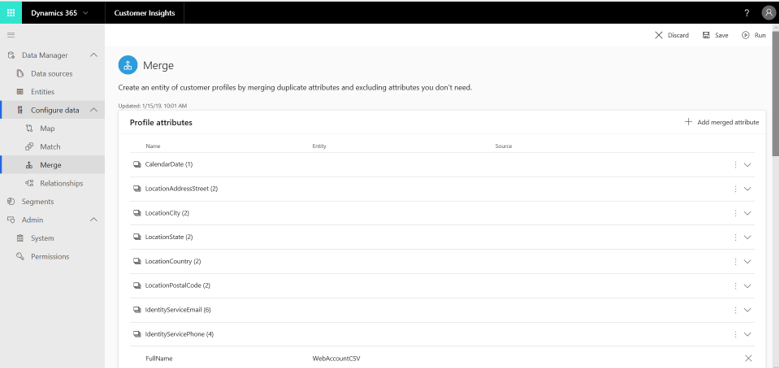 Dynamics 365
Customer Insights
?
Discard
Save
Run
Data Manager
Data sources
Entities
Configure data
Map
Match
Merge
Relationships
Segments
Admin
System
Permissions
Merge
Create an entity of customer profiles by merging duplicate attributes and excluding attributes you don't need.
Updated: 1/15/19, 10:01 AM
Profile attributes
Add merged attribute
Name Entity Source
CalendarDate (1)
LocationAddressStreet (2)
LocationCity (2)
LocationState (2)
LocationCountry (2)
LocationPostalCode (2)
IdentityServiceEmail (6)
IdentityServicePhone (4)
FullName WebAccountCSV